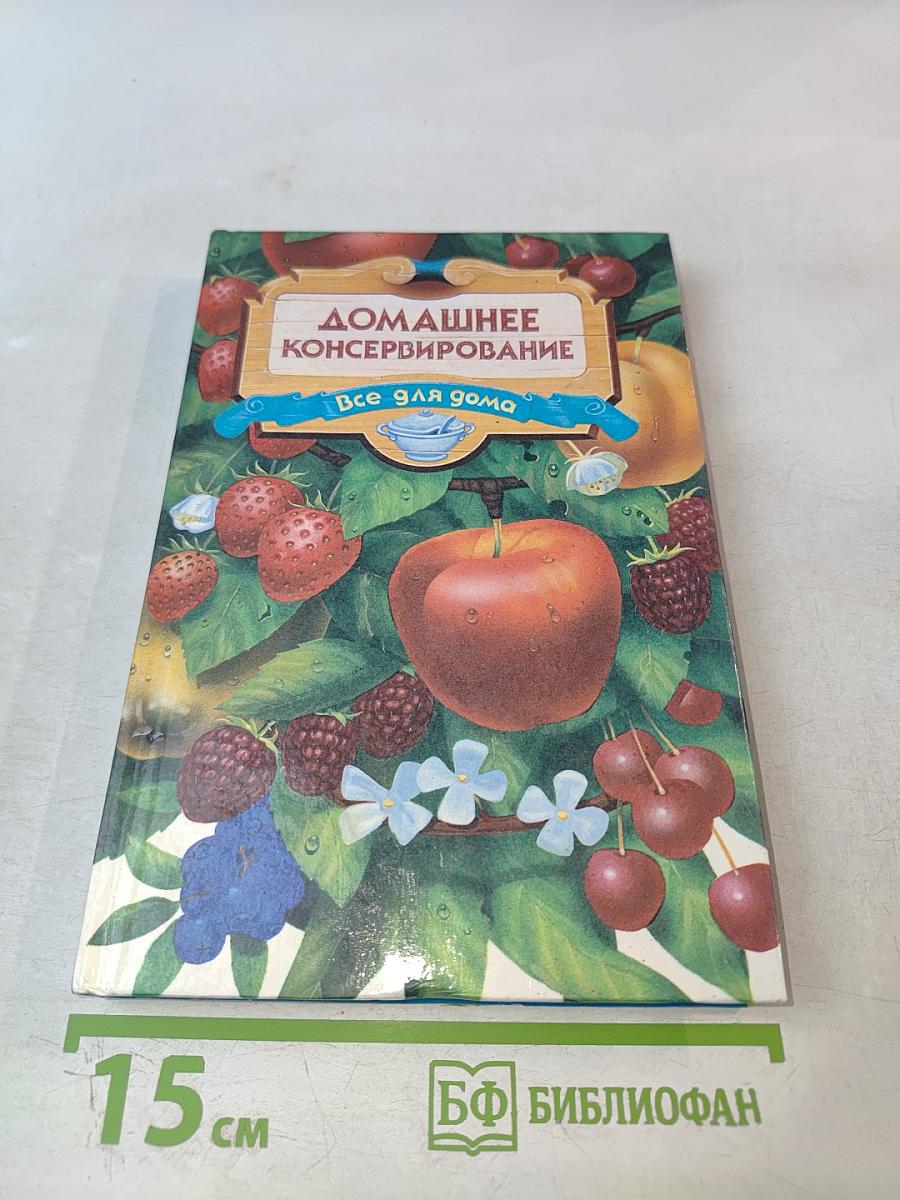 ДОМАШНЕЕ
КОНСЕРВИРОВАНИЕ
Все для дома
15 см
БФ БИБЛИОФАН